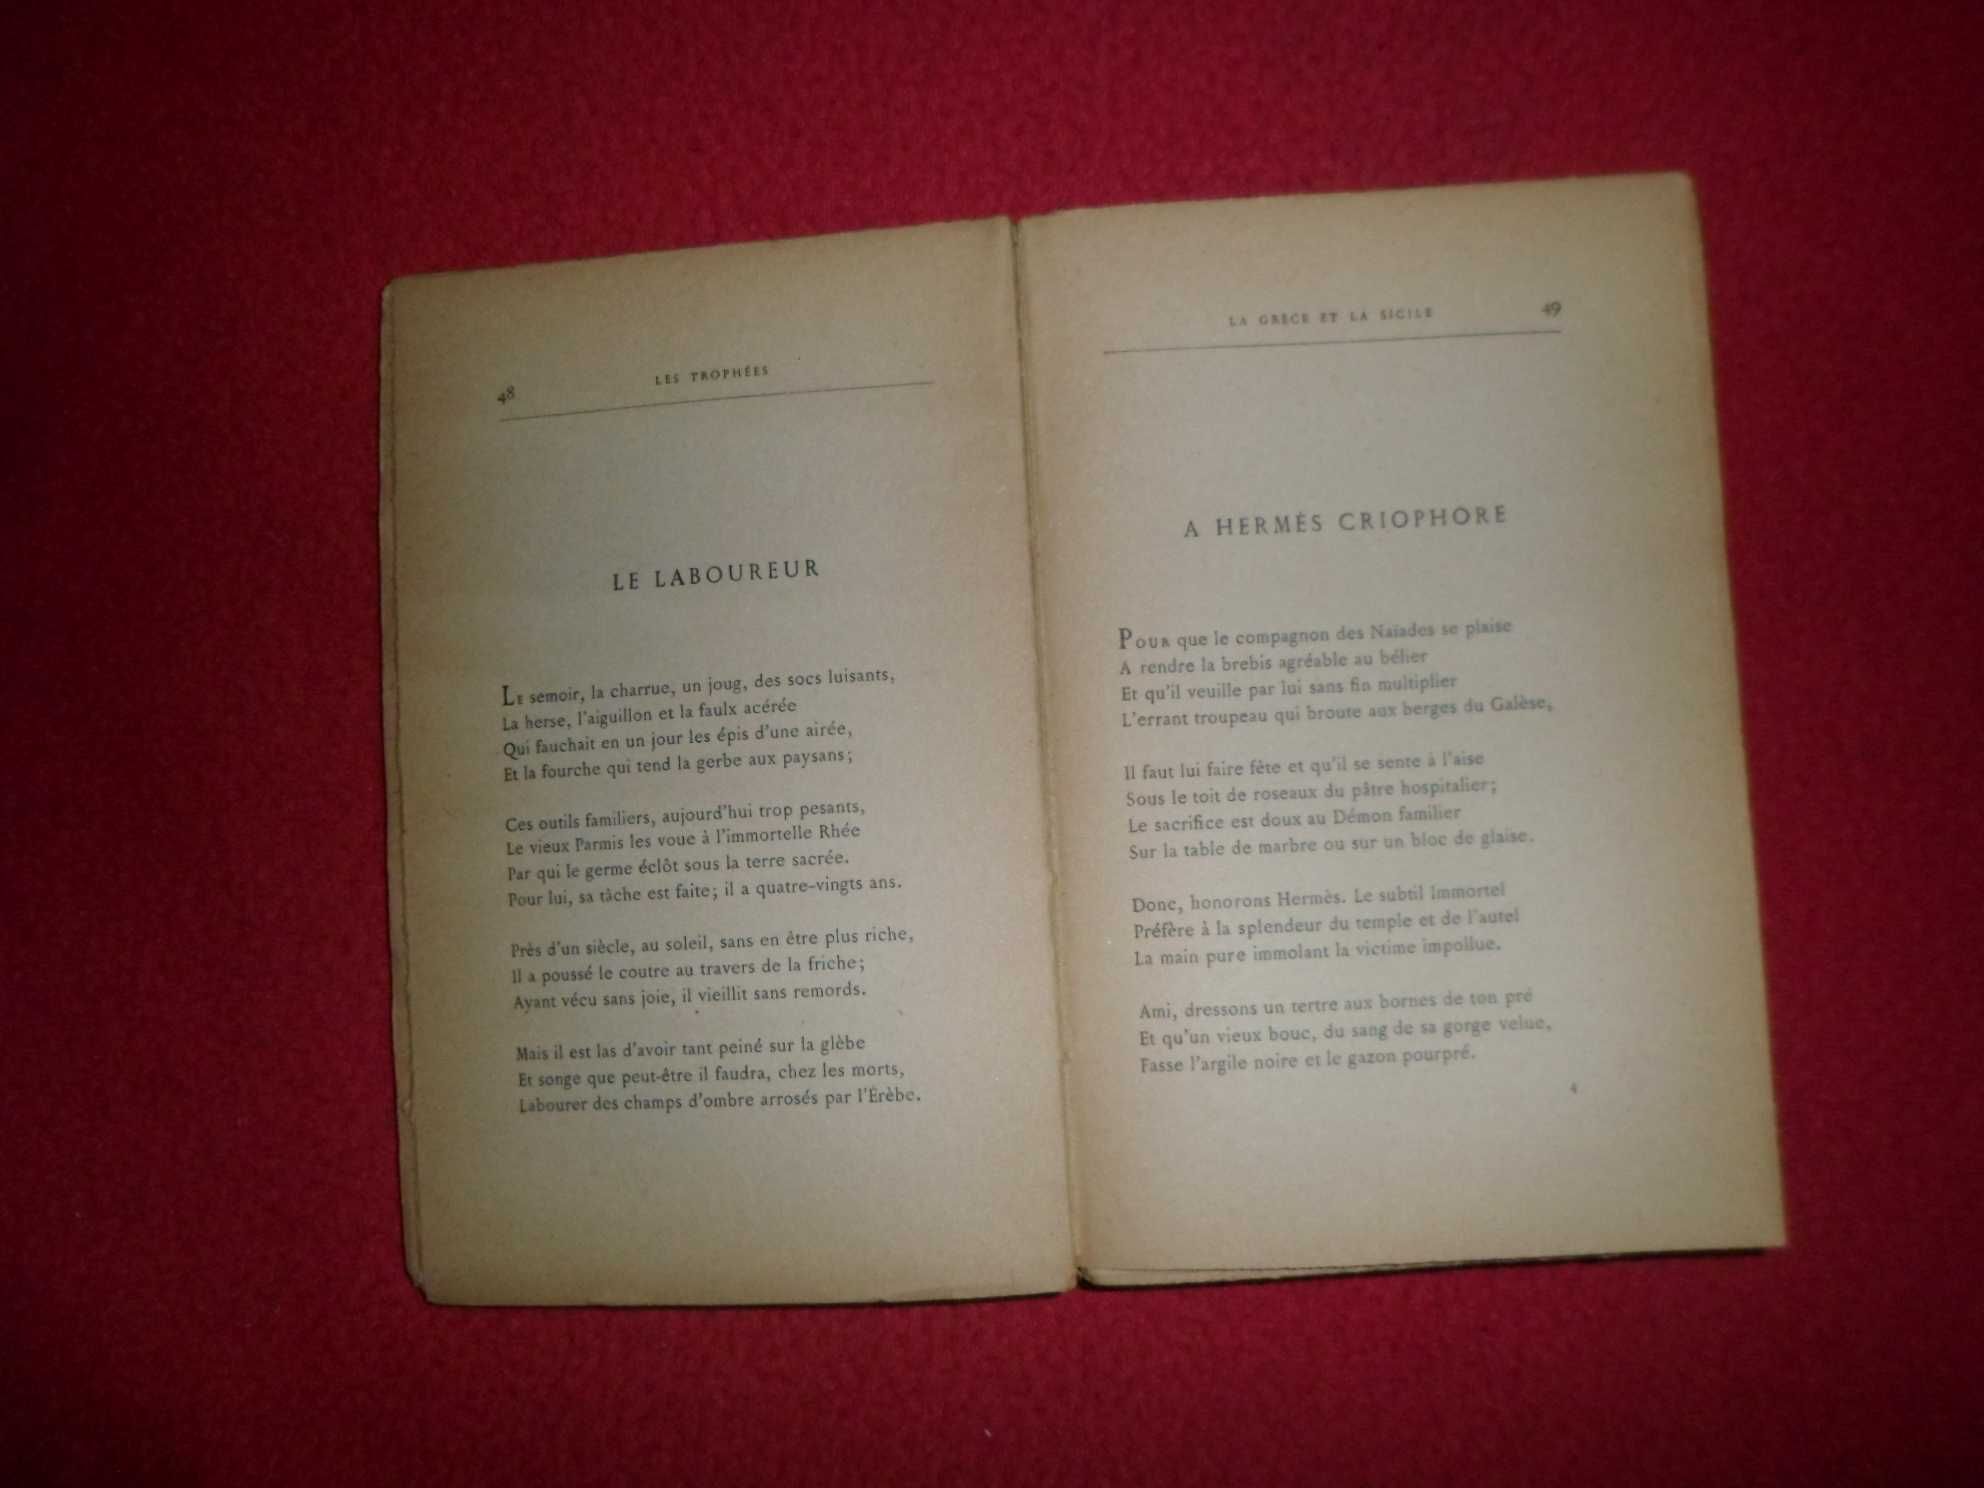 48 LES TROPHÉES
LE LABOUREUR
LE semoir, la charrue, un joug, des socs luisants,
La herse, l'aiguillon et la faulx acérée
Qui fauchait en un jour les épis d'une airée,
Et la fourche qui tend la gerbe aux paysans;
Ces outils familiers, aujourd'hui trop pesants,
Le vieux Parmis les voue à l'immortelle Rhée
Par qui le germe éclôt sous la terre sacrée.
Pour lui, sa tâche est faite; il a quatre-vingts ans.
Près d'un siècle, au soleil, sans en être plus riche,
Il a poussé le coutre au travers de la friche;
Ayant vécu sans joie, il vieillit sans remords.
Mais il est las d'avoir tant peiné sur la glèbe
Et songe que peut-être il faudra, chez les morts,
Labourer des champs d'ombre arrosés par l'Érèbe.
LA GRÈCE ET LA SICILE 49
A HERMÈS CRIOPHORE
POUR que le compagnon des Naïades se plaise
A rendre la brebis agréable au bélier
Et qu'il veuille par lui sans fin multiplier
L'errant troupeau qui broute aux berges du Galèse,
Il faut lui faire fête et qu'il se sente à l'aise
Sous le toit de roseaux du pâtre hospitalier;
Le sacrifice est doux au Démon familier
Sur la table de marbre ou sur un bloc de glaise.
Donc, honorons Hermès. Le subtil Immortel
Préfère à la splendeur du temple et de l'autel
La main pure immolant la victime impollue.
Ami, dressons un tertre aux bornes de ton pré
Et qu'un vieux bouc, du sang de sa gorge velue,
Fasse l'argile noire et le gazon pourpré.
4